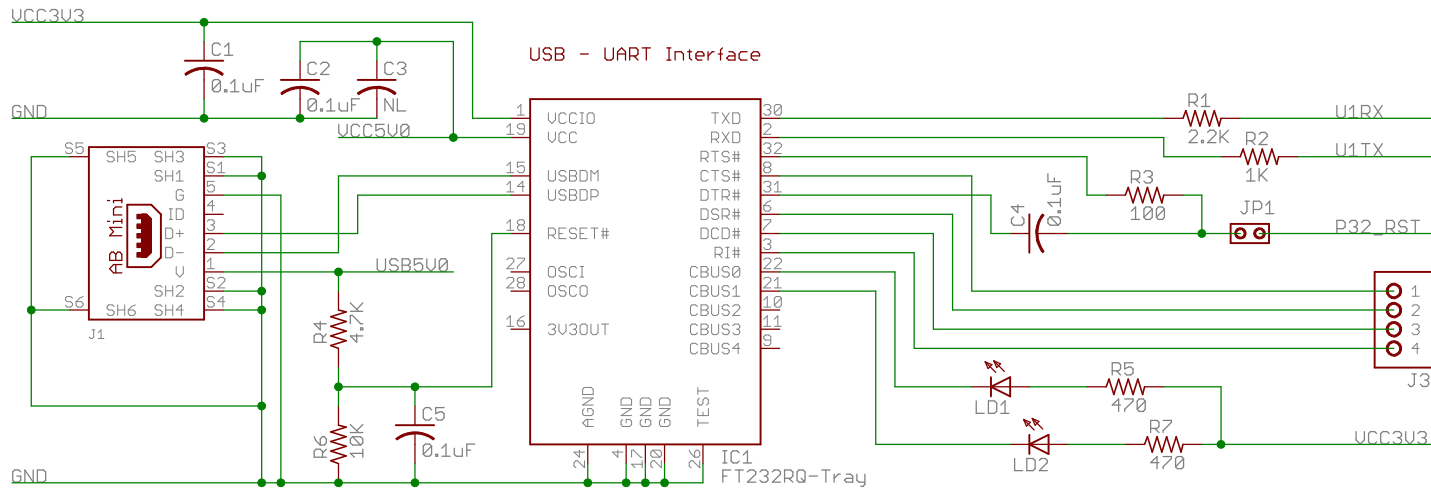 VCC3V3
C1
0.1uF
C2
0.1uF
C3
NL
GND
VCC5V0
USB - UART Interface
1 VCCIO TXD 30
19 VCC RXD 2
RTS# 32
15 USBDM CTS# 8
14 USBDP DTR# 31
DSR# 6
18 RESET# DCD# 7
RI# 3
27 OSCI CBUS0 22
28 OSCO CBUS1 21
CBUS2 10
16 3V3OUT CBUS3 11
CBUS4 9
AGND GND GND GND TEST
24 4 17 20 26
IC1
FT232RQ-Tray
S5 SH5 SH3 S3
SH1 S1
G 5
ID 4
D+ 3
D- 2
V 1
SH2 S2
S6 SH6 SH4 S4
AB Mini
J1
USB5V0
R4
4.7K
R6
10K
C5
0.1uF
GND
R1
2.2K
U1RX
R2
1K
U1TX
R3
100
C4
0.1uF
JP1
P32_RST
1
2
3
4
J3
LD1
R5
470
LD2
R7
470
VCC3V3